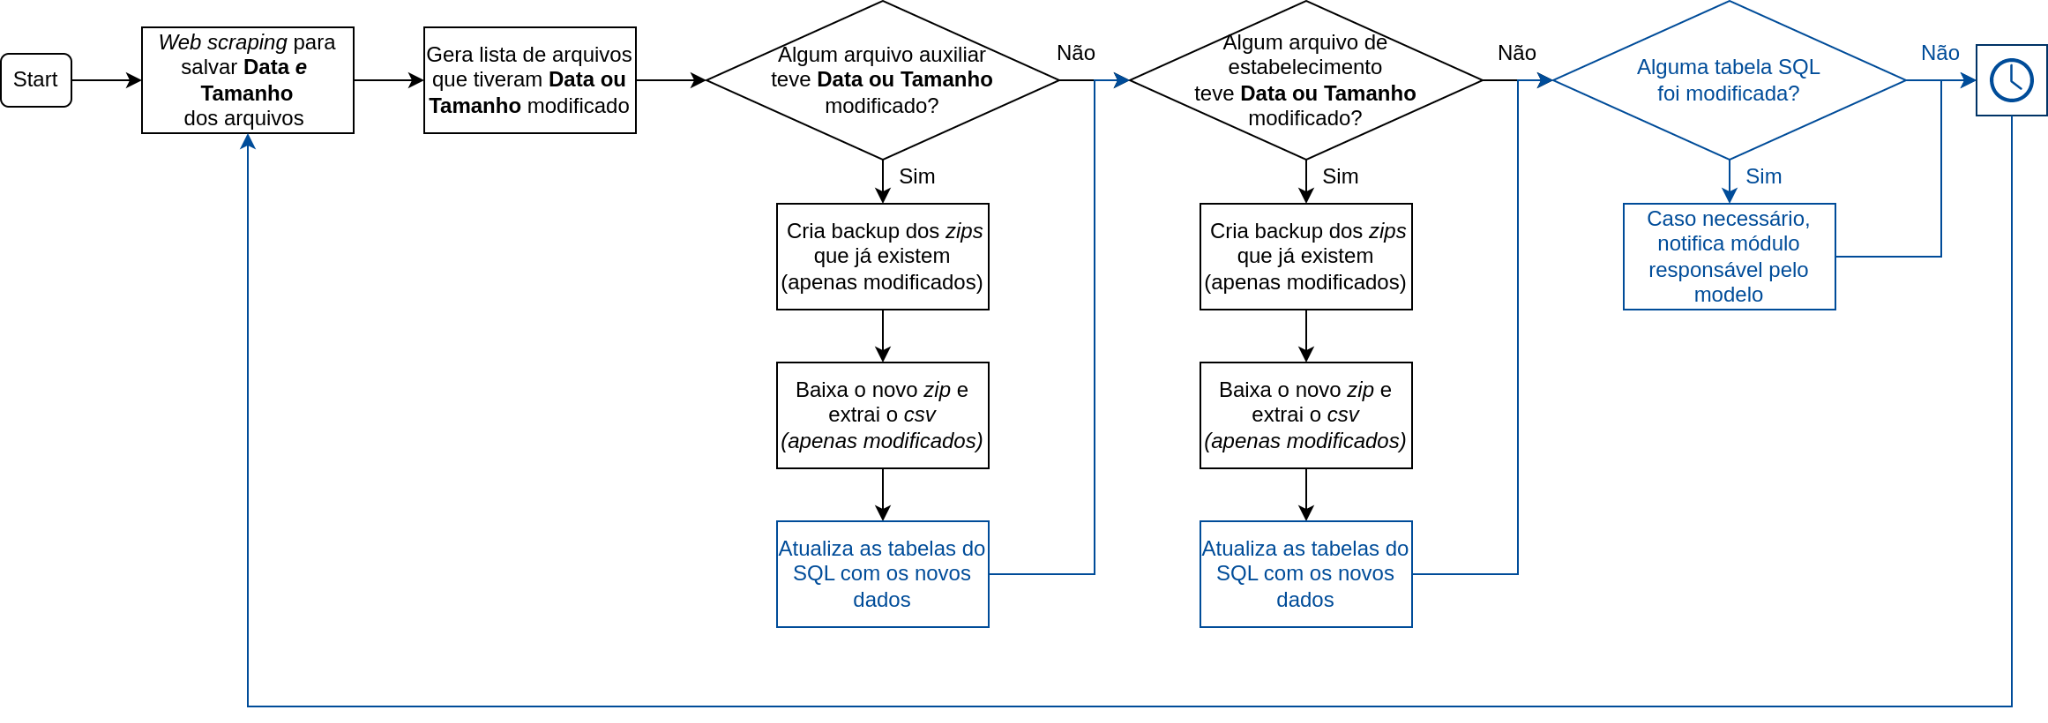 Start
Web scraping para
salvar Data e
Tamanho
dos arquivos
Gera lista de arquivos
que tiveram Data ou
Tamanho modificado
Algum arquivo auxiliar
teve Data ou Tamanho
modificado?
Não
Sim
Cria backup dos zips
que já existem
(apenas modificados)
Baixa o novo zip e
extrai o csv
(apenas modificados)
Atualiza as tabelas do
SQL com os novos
dados
Algum arquivo de
estabelecimento
teve Data ou Tamanho
modificado?
Não
Sim
Cria backup dos zips
que já existem
(apenas modificados)
Baixa o novo zip e
extrai o csv
(apenas modificados)
Atualiza as tabelas do
SQL com os novos
dados
Alguma tabela SQL
foi modificada?
Não
Sim
Caso necessário,
notifica módulo
responsável pelo
modelo